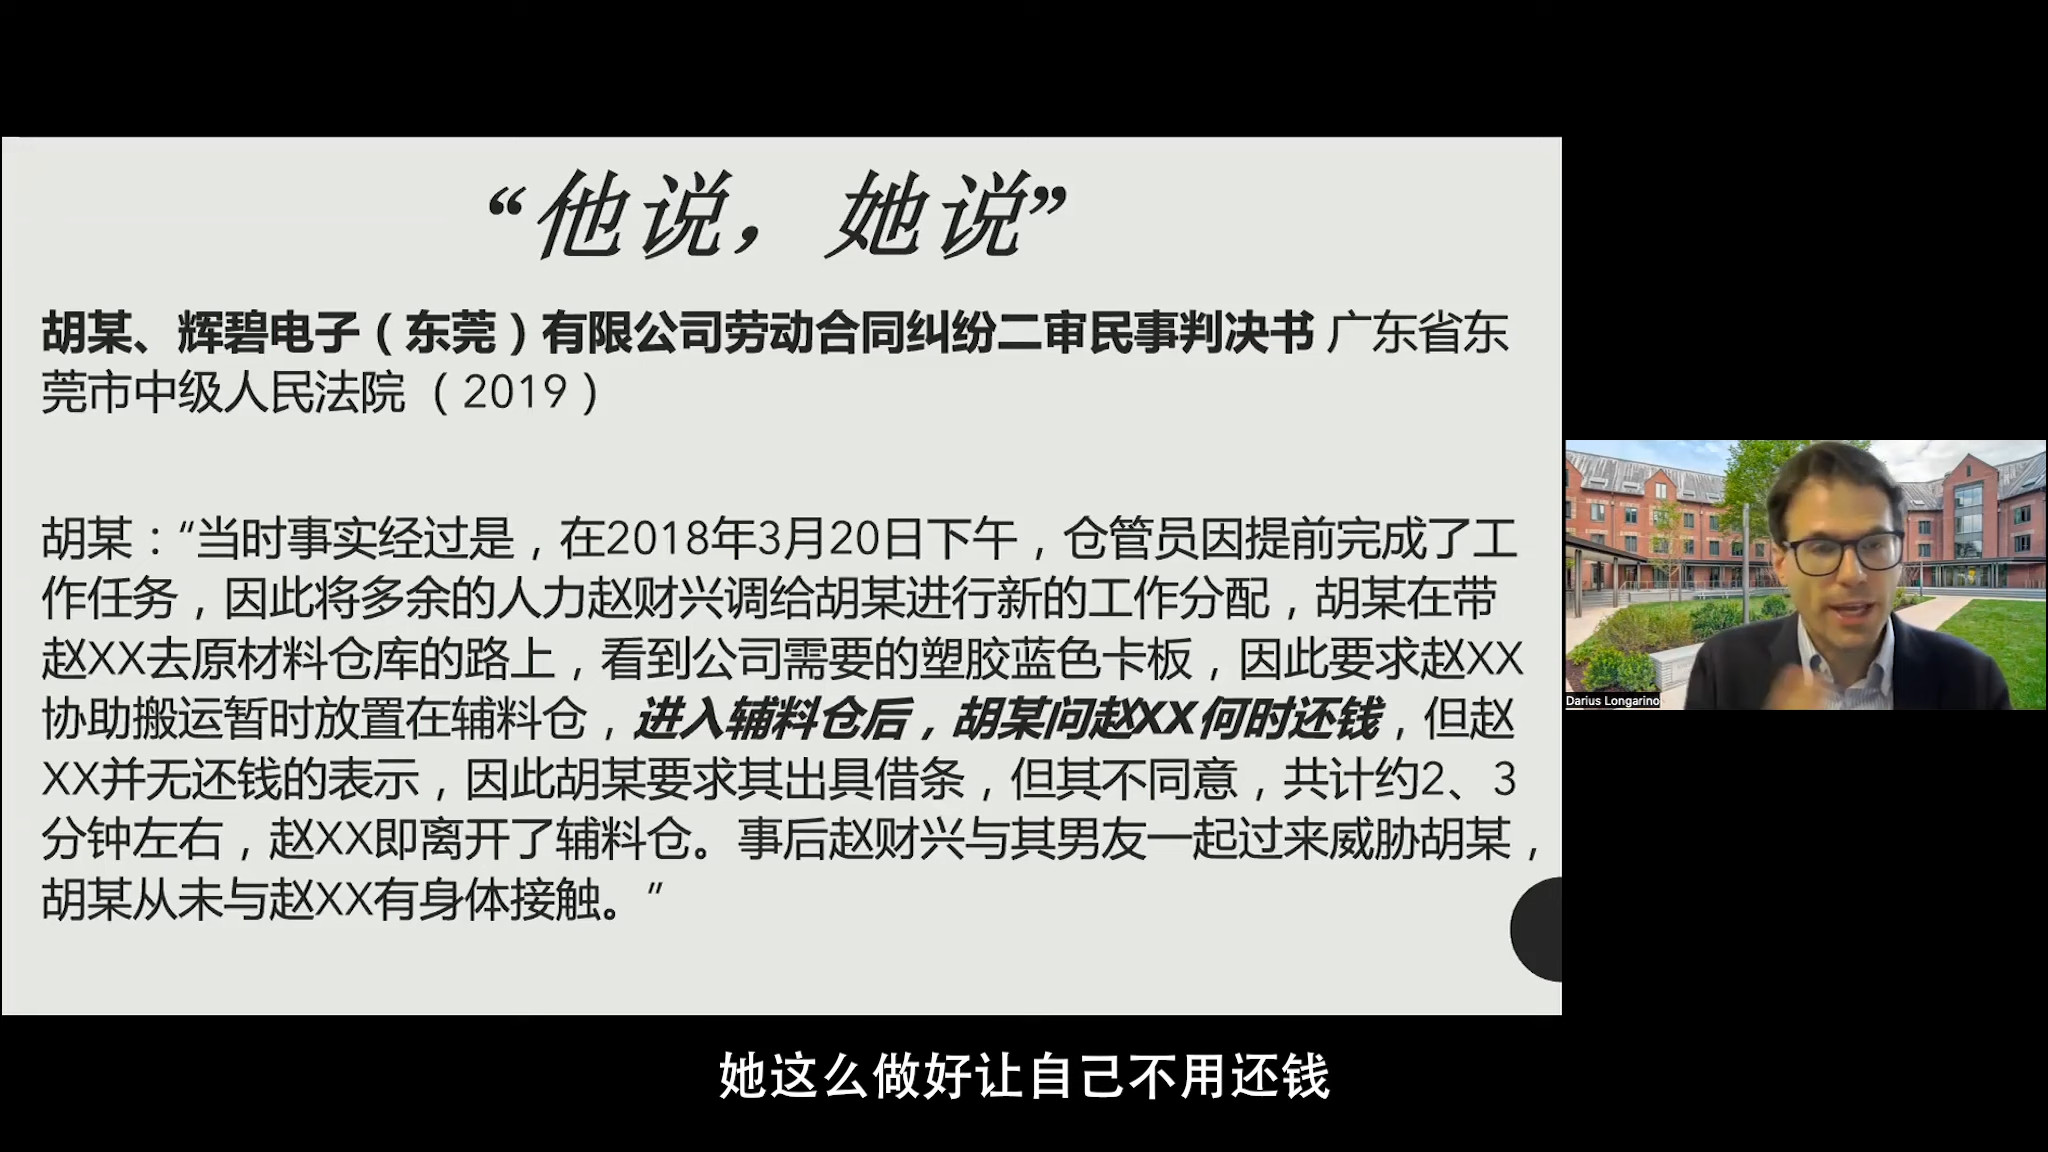 “他说，她说”
胡某、辉碧电子（东莞）有限公司劳动合同纠纷二审民事判决书 广东省东
莞市中级人民法院 （2019）
胡某：“当时事实经过是，在2018年3月20日下午，仓管员因提前完成了工
作任务，因此将多余的人力赵财兴调给胡某进行新的工作分配，胡某在带
赵XX去原材料仓库的路上，看到公司需要的塑胶蓝色卡板，因此要求赵XX
协助搬运暂时放置在辅料仓，进入辅料仓后，胡某问赵XX何时还钱，但赵
XX并无还钱的表示，因此胡某要求其出具借条，但其不同意，共计约2、3
分钟左右，赵XX即离开了辅料仓。事后赵财兴与其男友一起过来威胁胡某，
胡某从未与赵XX有身体接触。”
Darius Longarino
她这么做好让自己不用还钱